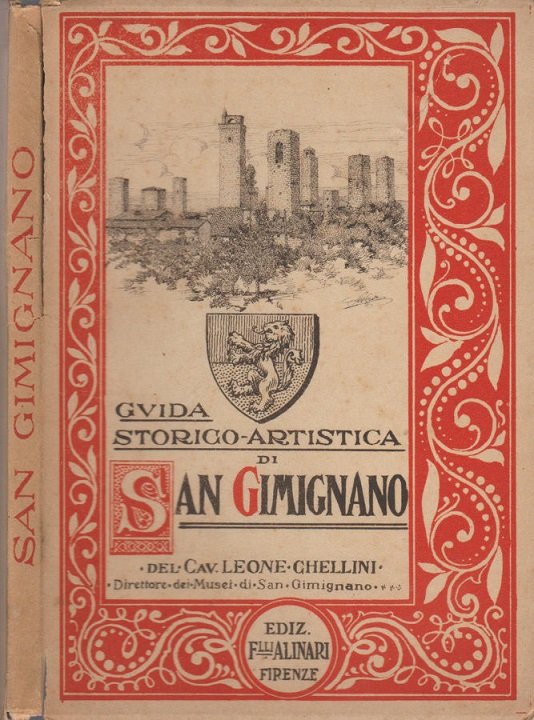 SAN GIMIGNANO
GVIDA
STORICO-ARTISTICA
DI
SAN GIMIGNANO
·DEL·CAV. LEONE·CHELLINI·
·Direttore·dei·Musei·di·San·Gimignano·
EDIZ.
FLLI ALINARI
FIRENZE